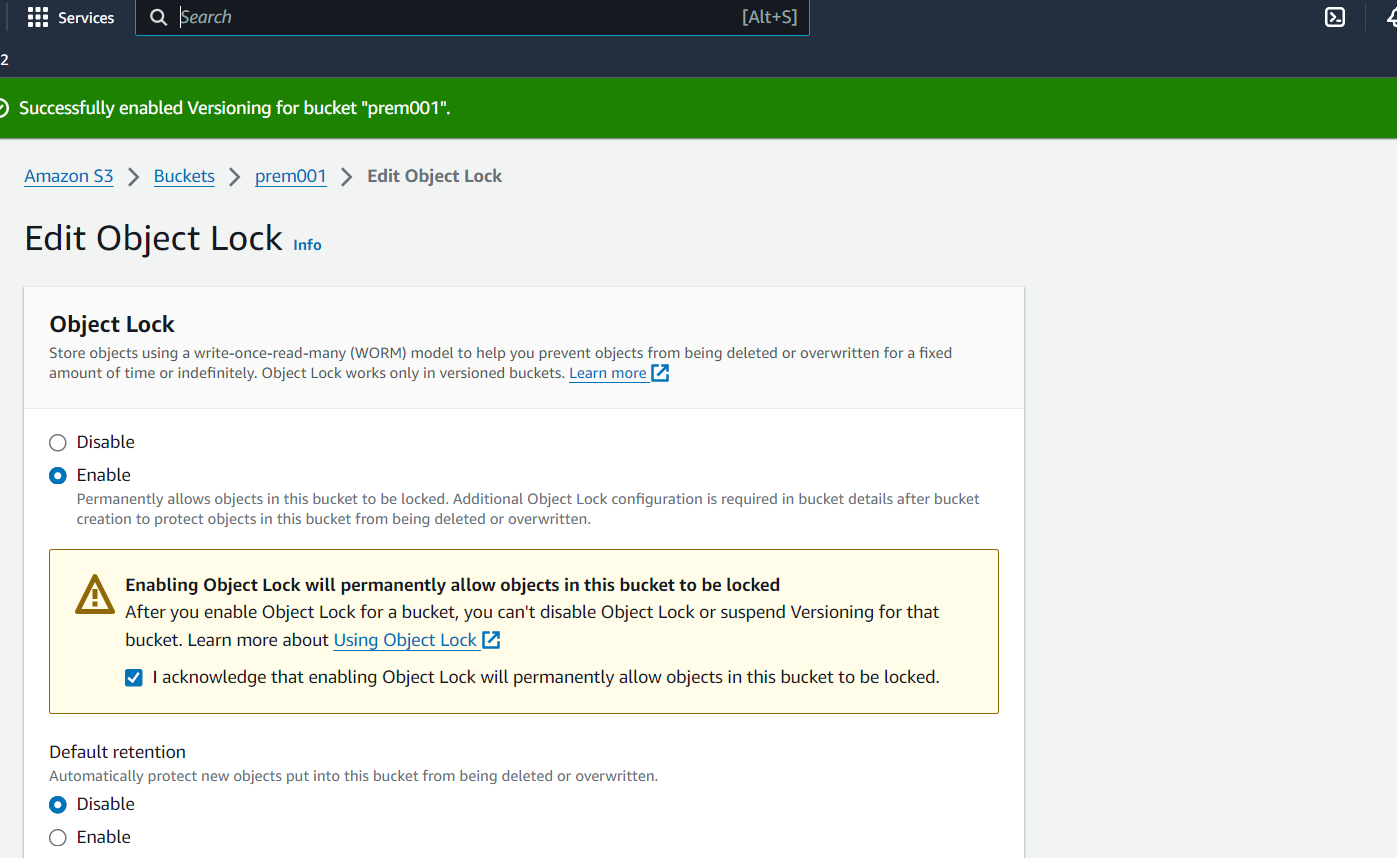 Services Search [Alt+S]
2
Successfully enabled Versioning for bucket "prem001".
Amazon S3 Buckets prem001 Edit Object Lock
Edit Object Lock Info
Object Lock
Store objects using a write-once-read-many (WORM) model to help you prevent objects from being deleted or overwritten for a fixed
amount of time or indefinitely. Object Lock works only in versioned buckets. Learn more
Disable
Enable
Permanently allows objects in this bucket to be locked. Additional Object Lock configuration is required in bucket details after bucket
creation to protect objects in this bucket from being deleted or overwritten.
Enabling Object Lock will permanently allow objects in this bucket to be locked
After you enable Object Lock for a bucket, you can't disable Object Lock or suspend Versioning for that
bucket. Learn more about Using Object Lock
I acknowledge that enabling Object Lock will permanently allow objects in this bucket to be locked.
Default retention
Automatically protect new objects put into this bucket from being deleted or overwritten.
Disable
Enable